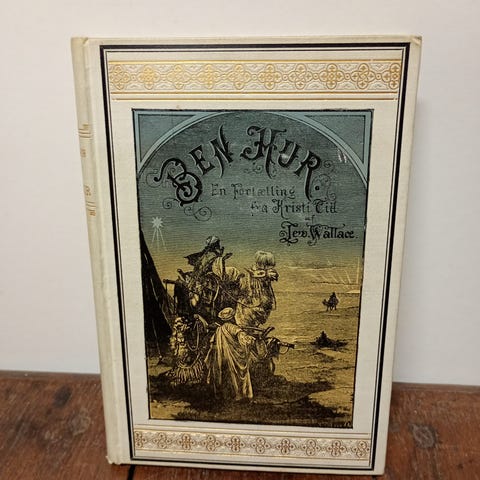 BEN HUR.
En Fortælling
fra Kristi Tid
af
Lew. Wallace.